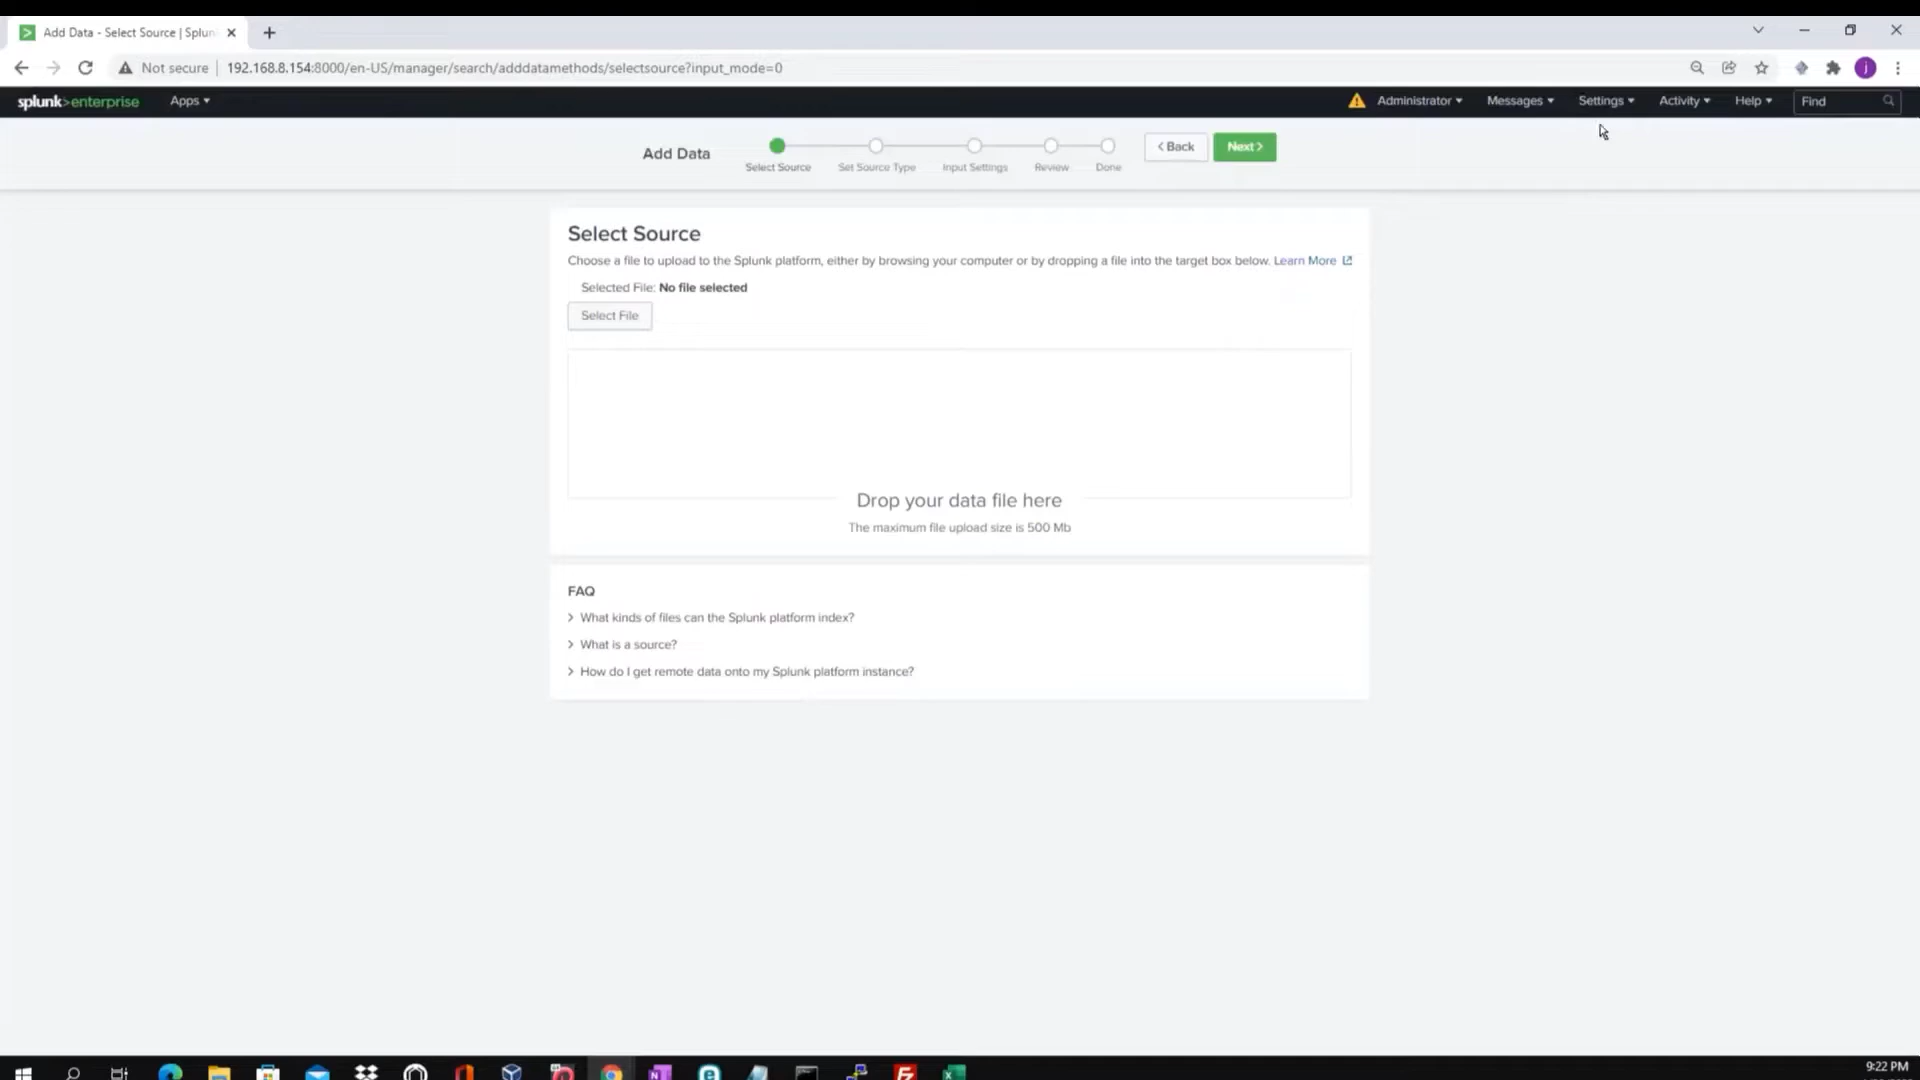 Add Data - Select Source | Splun
Not secure
192.168.8.154:8000/en-US/manager/search/adddatamethods/selectsource?input_mode=0
j
splunk>enterprise
Apps
Administrator
Messages
Settings
Activity
Help
Find
Add Data
Select Source
Set Source Type
Input Settings
Review
Done
< Back
Next >
Select Source
Choose a file to upload to the Splunk platform, either by browsing your computer or by dropping a file into the target box below. Learn More
Selected File: No file selected
Select File
Drop your data file here
The maximum file upload size is 500 Mb
FAQ
> What kinds of files can the Splunk platform index?
> What is a source?
> How do I get remote data onto my Splunk platform instance?
9:22 PM